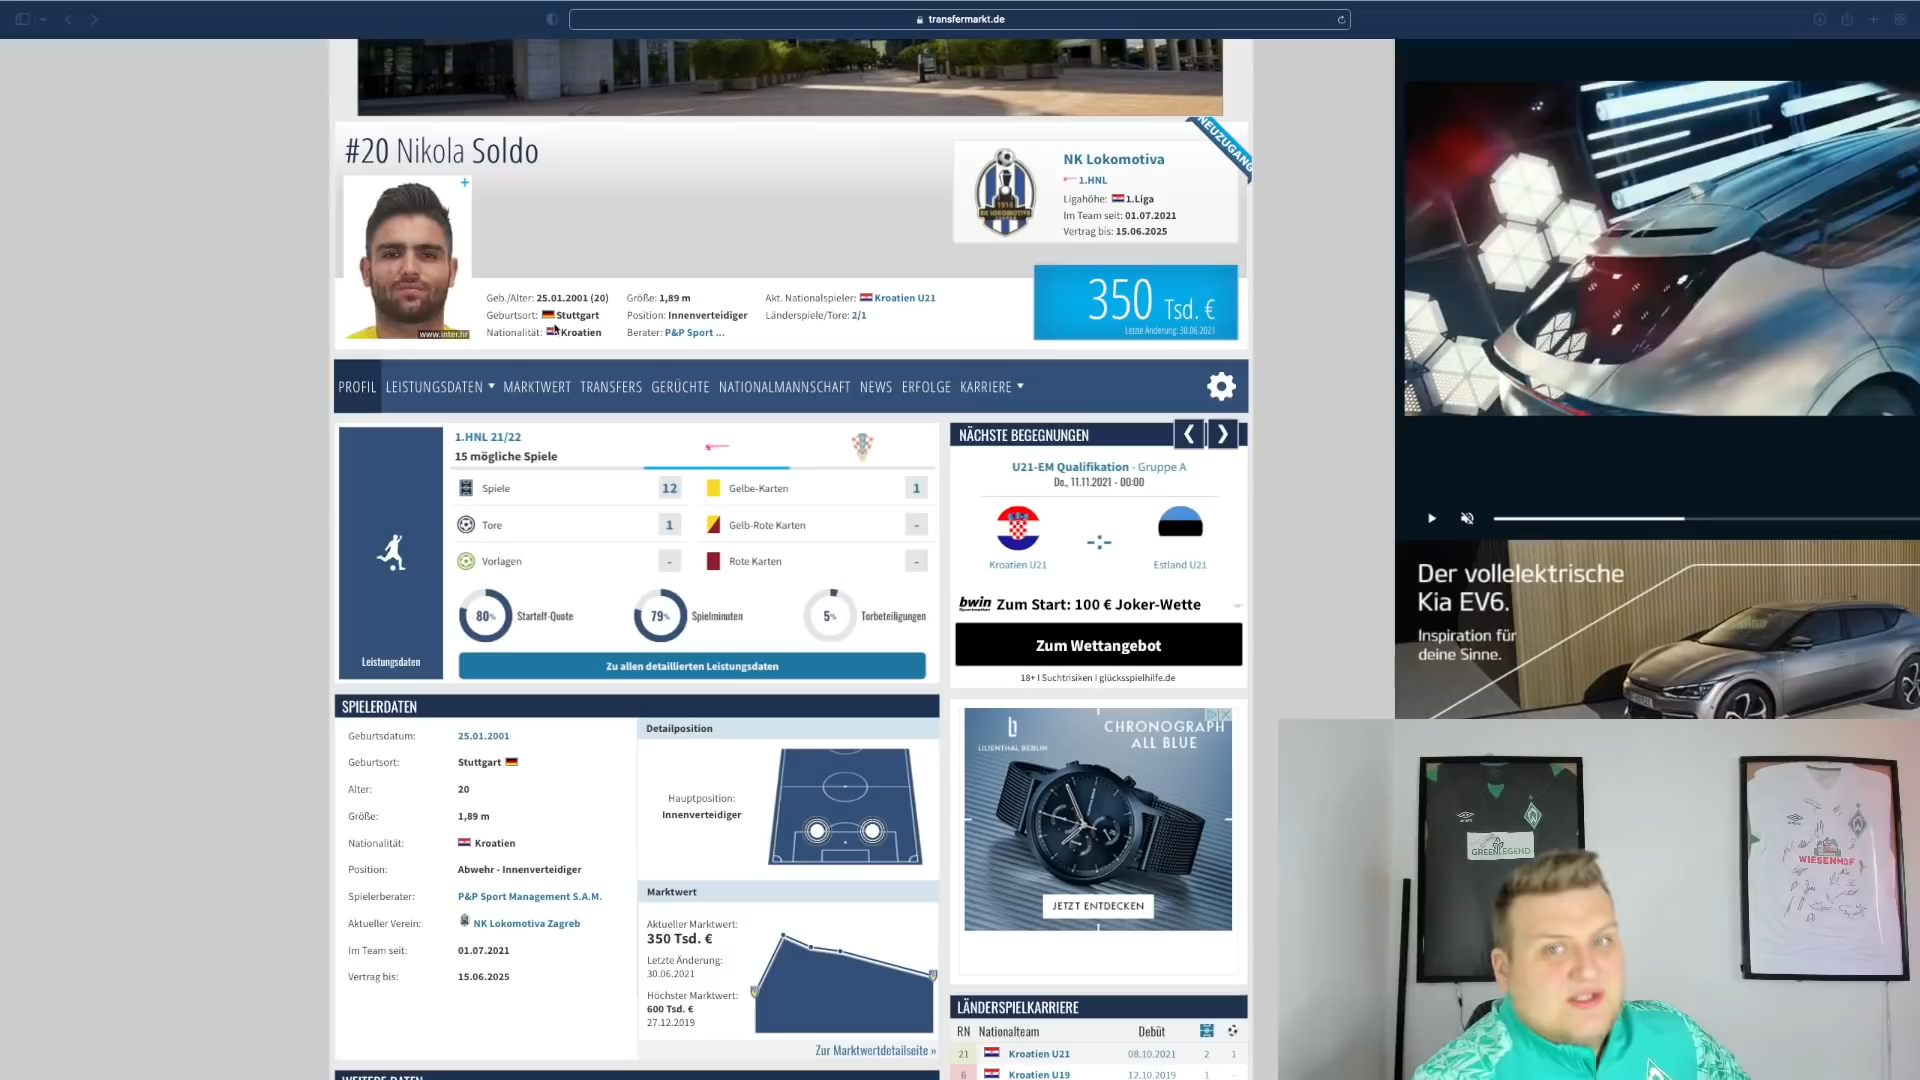 transfermarkt.de
#20 Nikola Soldo
NEUZUGANG
NK Lokomotiva
1.HNL
Ligahöhe: 1.Liga
Im Team seit: 01.07.2021
Vertrag bis: 15.06.2025
350 Tsd. €
Letzte Änderung: 30.06.2021
www.inter.hr
Geb./Alter: 25.01.2001 (20)
Geburtsort: Stuttgart
Nationalität: Kroatien
Größe: 1,89 m
Position: Innenverteidiger
Berater: P&P Sport ...
Akt. Nationalspieler: Kroatien U21
Länderspiele/Tore: 2/1
PROFIL LEISTUNGSDATEN MARKTWERT TRANSFERS GERÜCHTE NATIONALMANNSCHAFT NEWS ERFOLGE KARRIERE
1.HNL 21/22
15 mögliche Spiele
Spiele 12 Gelbe-Karten 1
Tore 1 Gelb-Rote Karten -
Vorlagen - Rote Karten -
80% Startelf-Quote 79% Spielminuten 5% Torbeteiligungen
Leistungsdaten
Zu allen detaillierten Leistungsdaten
NÄCHSTE BEGEGNUNGEN
U21-EM Qualifikation - Gruppe A
Do., 11.11.2021 - 00:00
-:-
Kroatien U21 Estland U21
bwin Zum Start: 100 € Joker-Wette
Zum Wettangebot
18+ | Suchtrisiken | glücksspielhilfe.de
SPIELERDATEN
Geburtsdatum: 25.01.2001
Geburtsort: Stuttgart
Alter: 20
Größe: 1,89 m
Nationalität: Kroatien
Position: Abwehr - Innenverteidiger
Spielerberater: P&P Sport Management S.A.M.
Aktueller Verein: NK Lokomotiva Zagreb
Im Team seit: 01.07.2021
Vertrag bis: 15.06.2025
Detailposition
Hauptposition:
Innenverteidiger
Marktwert
Aktueller Marktwert:
350 Tsd. €
Letzte Änderung:
30.06.2021
Höchster Marktwert:
600 Tsd. €
27.12.2019
Zur Marktwertdetailseite »
WEITERE DATEN
LILIENTHAL BERLIN
CHRONOGRAPH
ALL BLUE
JETZT ENTDECKEN
LÄNDERSPIELKARRIERE
RN Nationalteam Debüt
21 Kroatien U21 08.10.2021 2 1
6 Kroatien U19 12.10.2019 1 -
Der vollelektrische
Kia EV6.
Inspiration für
deine Sinne.
GREENLEGEND
WIESENHOF